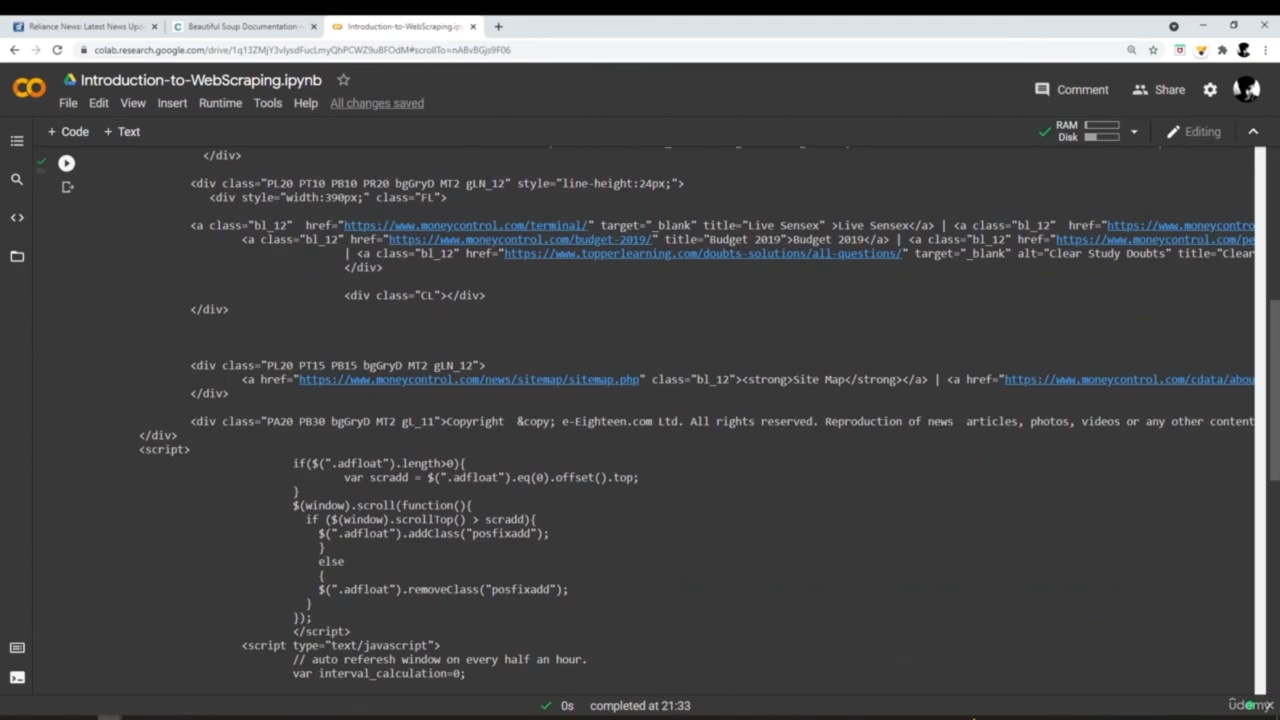 Reliance News: Latest News Upd
Beautiful Soup Documentation —
Introduction-to-WebScraping.ipyn
colab.research.google.com/drive/1q13ZMjY3vlysdFucLmyQhPCWZ9uBFOdM#scrollTo=nABvBGjs9F06
Introduction-to-WebScraping.ipynb
Comment
Share
File Edit View Insert Runtime Tools Help All changes saved
+ Code + Text
RAM
Disk
Editing
</div>
<div class="PL20 PT10 PB10 PR20 bgGryD MT2 gLN_12" style="line-height:24px;">
<div style="width:390px;" class="FL">
<a class="bl_12"  href="https://www.moneycontrol.com/terminal/" target="_blank" title="Live Sensex" >Live Sensex</a> | <a class="bl_12"  href="https://www.moneycontrol
<a class="bl_12" href="https://www.moneycontrol.com/budget-2019/" title="Budget 2019">Budget 2019</a> | <a class="bl_12" href="https://www.moneycontrol.com/pe
| <a class="bl_12" href="https://www.topperlearning.com/doubts-solutions/all-questions/" target="_blank" alt="Clear Study Doubts" title="Clear
</div>
<div class="CL"></div>
</div>
<div class="PL20 PT15 PB15 bgGryD MT2 gLN_12">
<a href="https://www.moneycontrol.com/news/sitemap/sitemap.php" class="bl_12"><strong>Site Map</strong></a> | <a href="https://www.moneycontrol.com/cdata/abou
</div>
<div class="PA20 PB30 bgGryD MT2 gL_11">Copyright  &copy; e-Eighteen.com Ltd. All rights reserved. Reproduction of news  articles, photos, videos or any other content
</div>
<script>
if($(".adfloat").length>0){
var scradd = $(".adfloat").eq(0).offset().top;
}
$(window).scroll(function(){
if ($(window).scrollTop() > scradd){
$(".adfloat").addClass("posfixadd");
}
else
{
$(".adfloat").removeClass("posfixadd");
}
});
</script>
<script type="text/javascript">
// auto referesh window on every half an hour.
var interval_calculation=0;
0s completed at 21:33
udemy